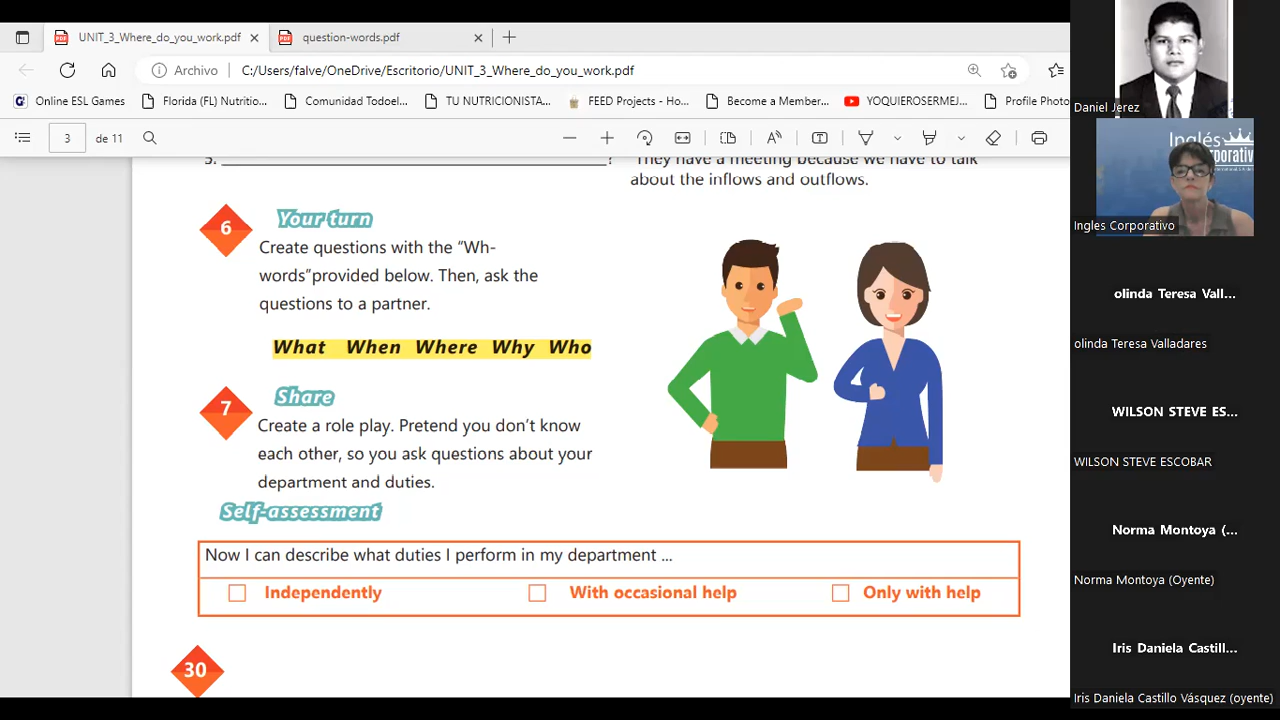 UNIT_3_Where_do_you_work.pdf
question-words.pdf
Archivo
C:/Users/falve/OneDrive/Escritorio/UNIT_3_Where_do_you_work.pdf
Online ESL Games
Florida (FL) Nutritio...
Comunidad Todoel...
TU NUTRICIONISTA...
FEED Projects - Ho...
Become a Member...
YOQUIEROSERMEJ...
Profile Photo
3
de 11
5. ?
They have a meeting because we have to talk
about the inflows and outflows.
6
Your turn
Create questions with the “Wh-
words”provided below. Then, ask the
questions to a partner.
What When Where Why Who
7
Share
Create a role play. Pretend you don’t know
each other, so you ask questions about your
department and duties.
Self-assessment
Now I can describe what duties I perform in my department ...
Independently
With occasional help
Only with help
30
Daniel Jerez
Inglés
Corporativo
Ingles Corporativo
olinda Teresa Vall...
olinda Teresa Valladares
WILSON STEVE ES...
WILSON STEVE ESCOBAR
Norma Montoya (...
Norma Montoya (Oyente)
Iris Daniela Castill...
Iris Daniela Castillo Vásquez (oyente)